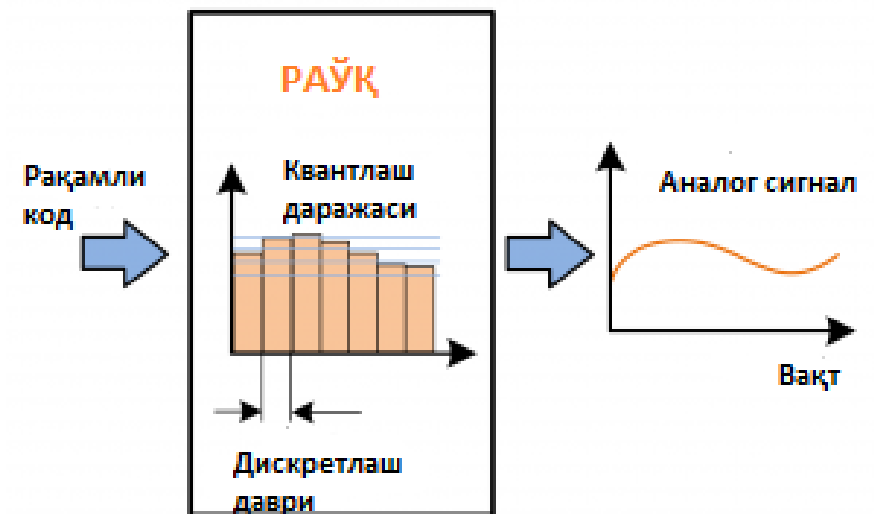 РАЎҚ
Рақамли
код
Квантлаш
даражаси
Аналог сигнал
Вақт
Дискретлаш
даври